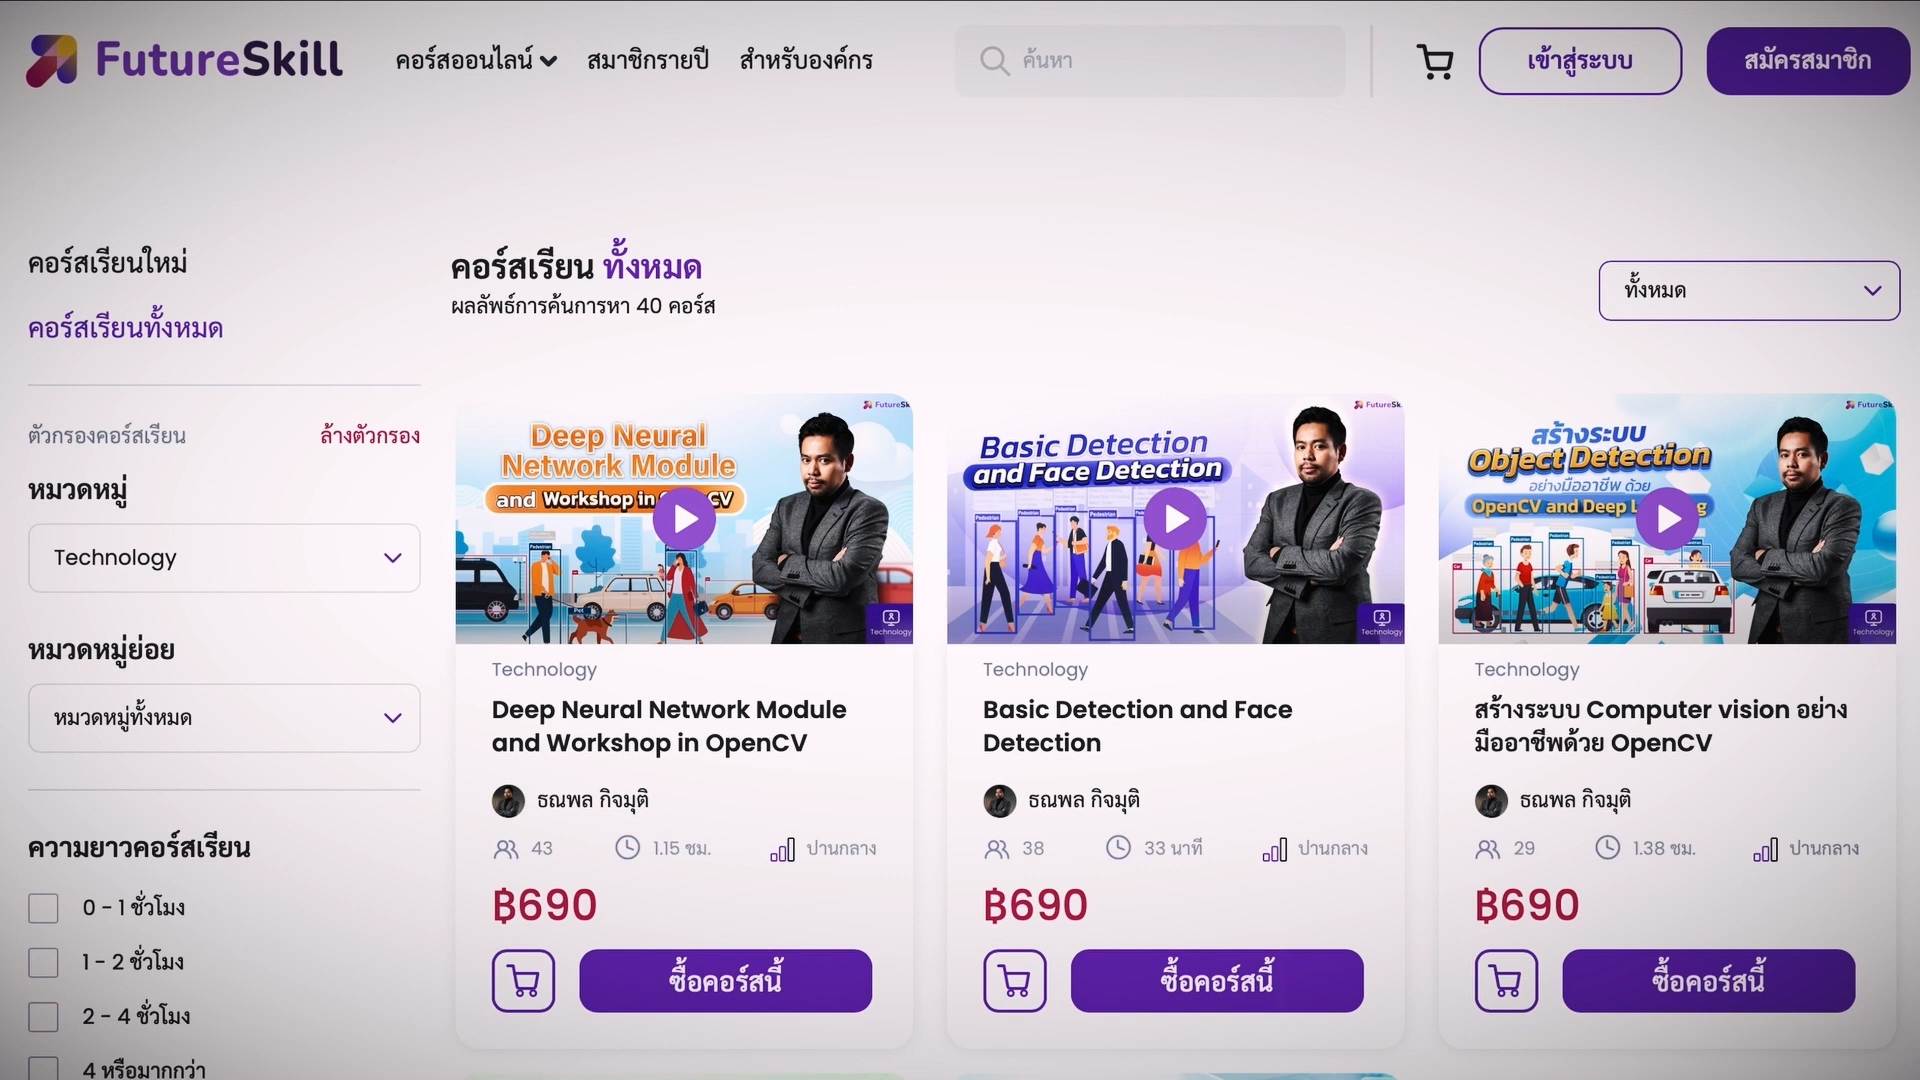 FutureSkill
คอร์สออนไลน์
สมาชิกรายปี
สำหรับองค์กร
ค้นหา
เข้าสู่ระบบ
สมัครสมาชิก
คอร์สเรียนใหม่
คอร์สเรียนทั้งหมด
ตัวกรองคอร์สเรียน
ล้างตัวกรอง
หมวดหมู่
Technology
หมวดหมู่ย่อย
หมวดหมู่ทั้งหมด
ความยาวคอร์สเรียน
0 - 1 ชั่วโมง
1 - 2 ชั่วโมง
2 - 4 ชั่วโมง
4 หรือมากกว่า
คอร์สเรียน ทั้งหมด
ผลลัพธ์การค้นการหา 40 คอร์ส
ทั้งหมด
FutureSk
Deep Neural
Network Module
and Workshop in
CV
Technology
Technology
Deep Neural Network Module
and Workshop in OpenCV
ธณพล กิจมุติ
43
1.15 ชม.
ปานกลาง
฿690
ซื้อคอร์สนี้
FutureSk
Basic Detection
and Face Detection
Technology
Technology
Basic Detection and Face
Detection
ธณพล กิจมุติ
38
33 นาที
ปานกลาง
฿690
ซื้อคอร์สนี้
FutureSk
สร้างระบบ
Object Detection
อย่างมืออาชีพ ด้วย
OpenCV and Deep L
g
Technology
Technology
สร้างระบบ Computer vision อย่าง
มืออาชีพด้วย OpenCV
ธณพล กิจมุติ
29
1.38 ชม.
ปานกลาง
฿690
ซื้อคอร์สนี้